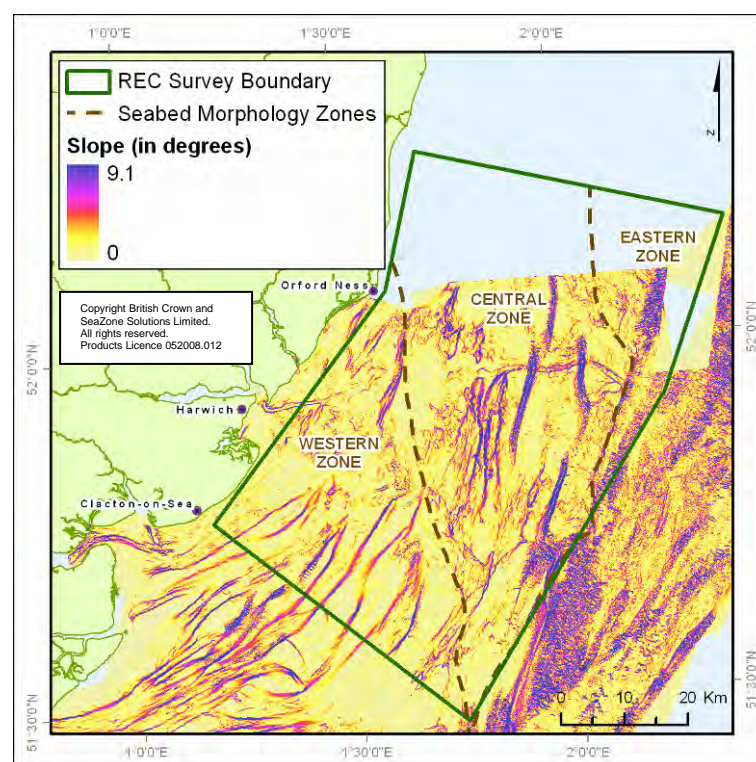 1°0'0"E 1°30'0"E 2°0'0"E
REC Survey Boundary
Seabed Morphology Zones
Slope (in degrees)
9.1
0
N
Copyright British Crown and
SeaZone Solutions Limited.
All rights reserved.
Products Licence 052008.012
EASTERN
ZONE
Orford Ness
CENTRAL
ZONE
52°0'0"N
52°0'0"N
Harwich
WESTERN
ZONE
Clacton-on-Sea
51°30'0"N
0 10 20 Km
51°30'0"N
1°0'0"E 1°30'0"E 2°0'0"E